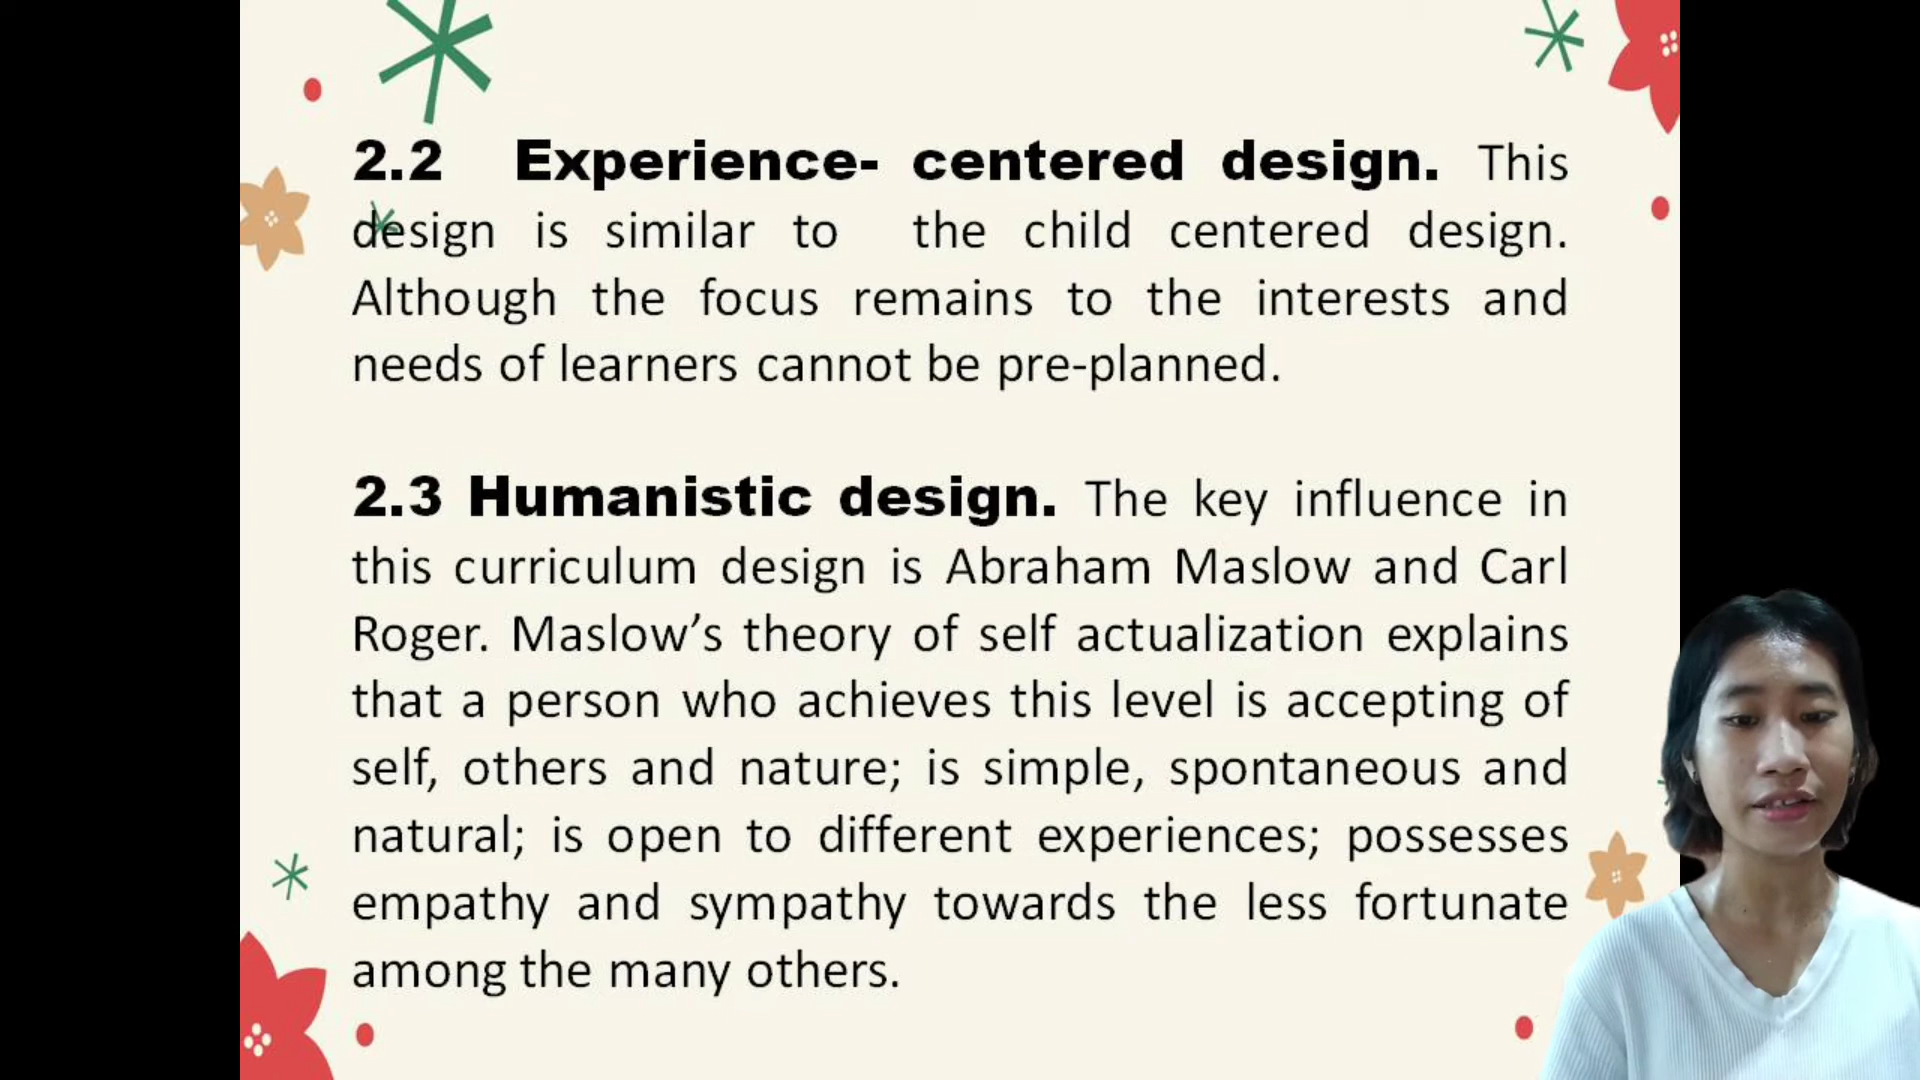 2.2 Experience- centered design. This
design is similar to the child centered design.
Although the focus remains to the interests and
needs of learners cannot be pre-planned.
2.3 Humanistic design. The key influence in
this curriculum design is Abraham Maslow and Carl
Roger. Maslow’s theory of self actualization explains
that a person who achieves this level is accepting of
self, others and nature; is simple, spontaneous and
natural; is open to different experiences; possesses
empathy and sympathy towards the less fortunate
among the many others.